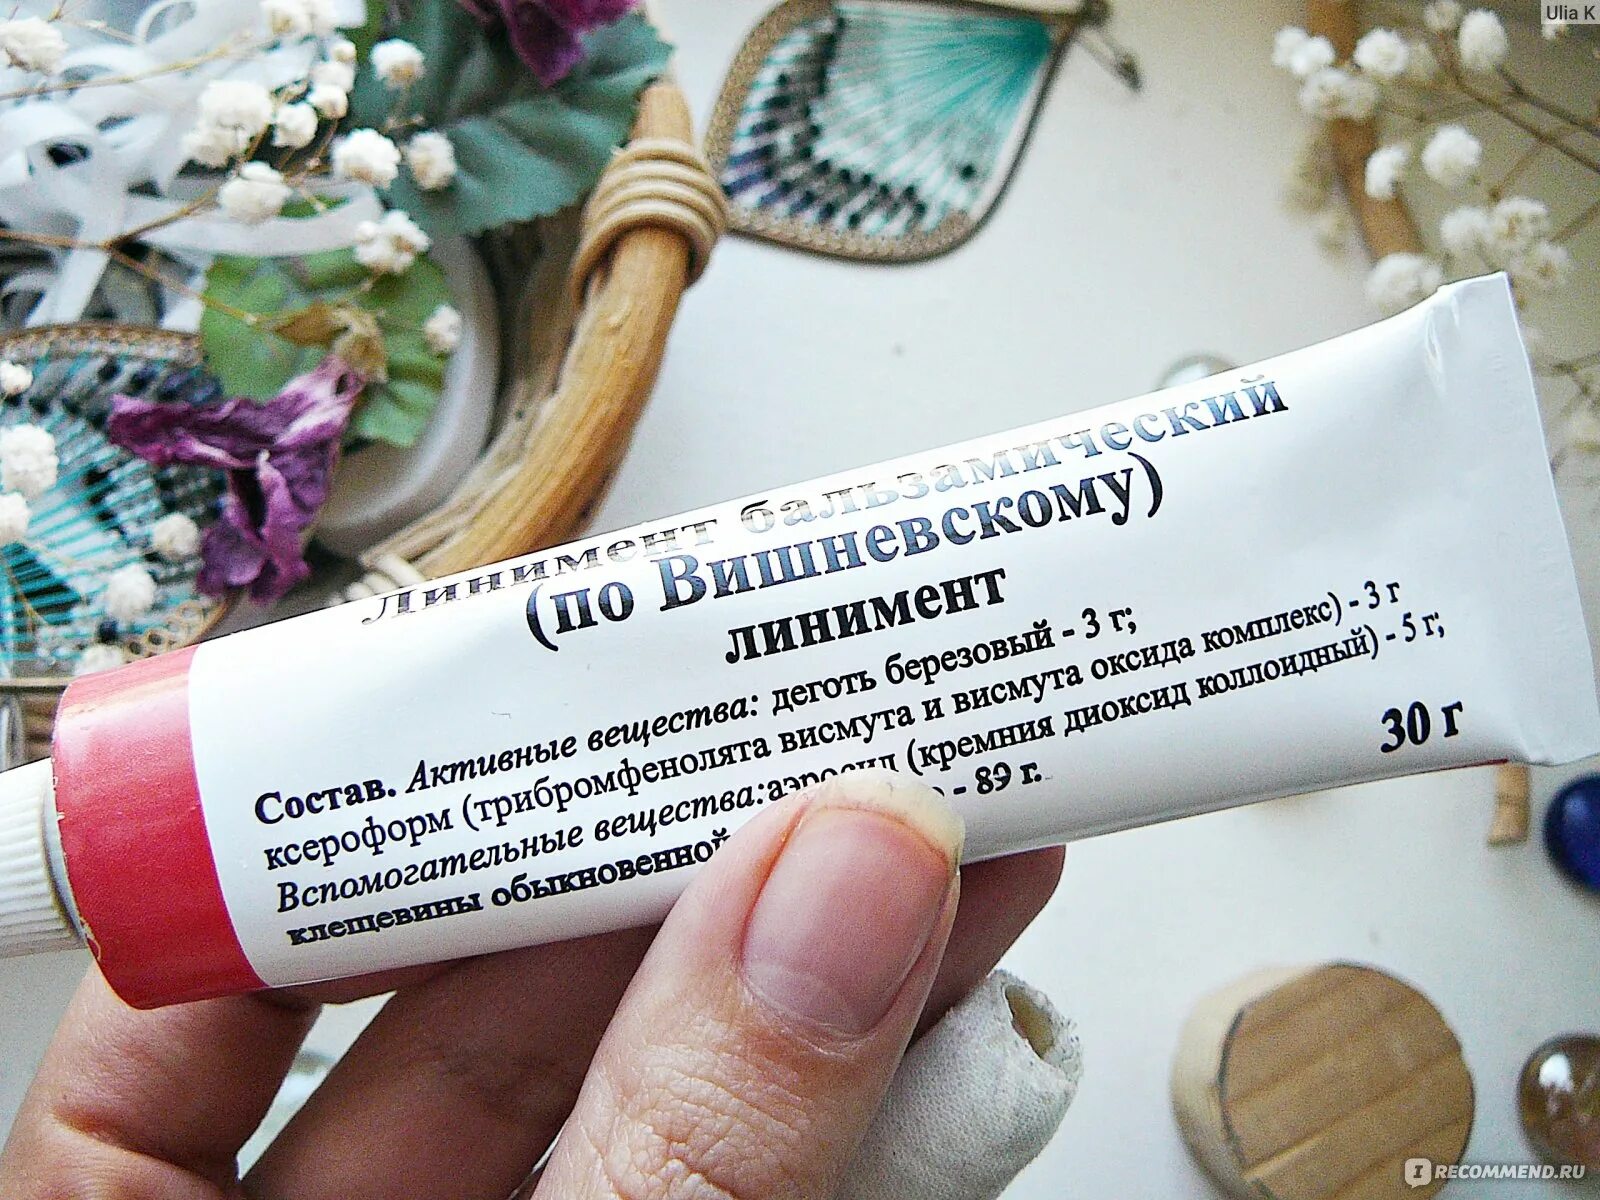 Ulia K
Линимент бальзамический
(по Вишневскому)
линимент
Состав. Активные вещества: деготь березовый - 3 г;
ксероформ (трибромфенолята висмута и висмута оксида комплекс) - 3 г
Вспомогательные вещества: аэросил (кремния диоксид коллоидный) - 5 г;
клещевины обыкновенной ) - 89 г.
30 г
IRECOMMEND.RU